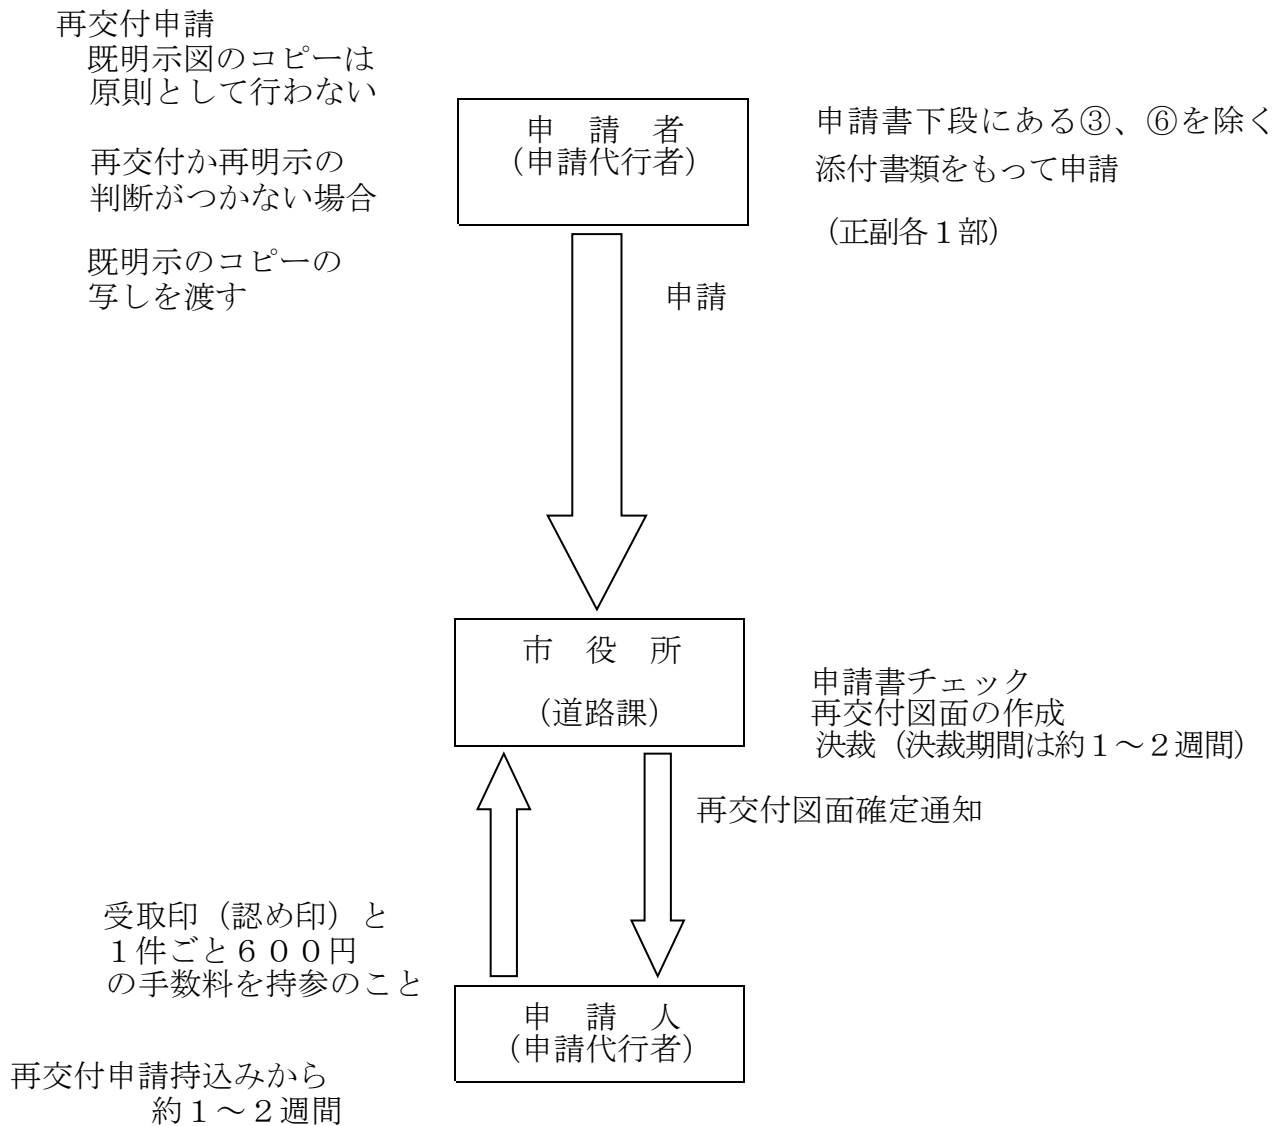 再交付申請
既明示図のコピーは
原則として行わない
再交付か再明示の
判断がつかない場合
既明示のコピーの
写しを渡す
申　請　者
（申請代行者）
申請書下段にある③、⑥を除く
添付書類をもって申請
（正副各１部）
申請
市　役　所
（道路課）
申請書チェック
再交付図面の作成
決裁（決裁期間は約１～２週間）
再交付図面確定通知
受取印（認め印）と
１件ごと６００円
の手数料を持参のこと
申　請　人
（申請代行者）
再交付申請持込みから
約１～２週間